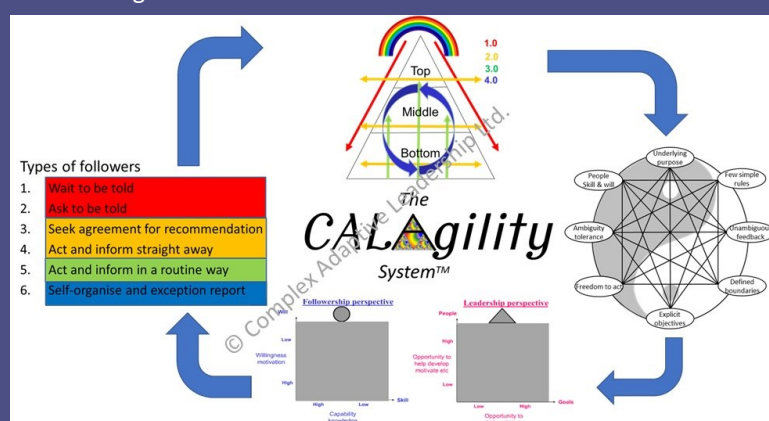 1.0
2.0
3.0
4.0
Top
Middle
Bottom
Types of followers
1. Wait to be told
2. Ask to be told
3. Seek agreement for recommendation
4. Act and inform straight away
5. Act and inform in a routine way
6. Self-organise and exception report
The
CALAgility
System™
© Complex Adaptive Leadership Ltd.
Underlying
purpose
People
Skill & will
Few simple
rules
Ambiguity
tolerance
Unambiguous
feedback
Freedom to act
Defined
boundaries
Explicit
objectives
Followership perspective
Will
Low
Willingness
motivation
High
High
Low
Skill
Capability
knowledge
Leadership perspective
People
High
Opportunity to
help develop
motivate etc
Low
Low
High
Goals
Opportunity to